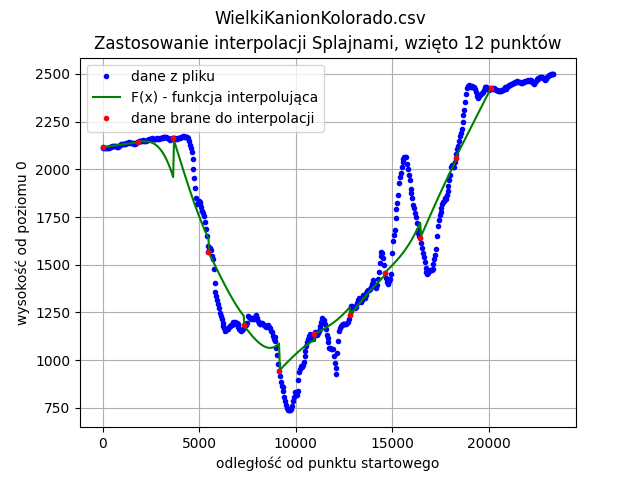 WielkiKanionKolorado.csv
Zastosowanie interpolacji Splajnami, wzięto 12 punktów
dane z pliku
F(x) - funkcja interpolująca
dane brane do interpolacji
wysokość od poziomu 0
2500
2250
2000
1750
1500
1250
1000
750
0 5000 10000 15000 20000
odległość od punktu startowego